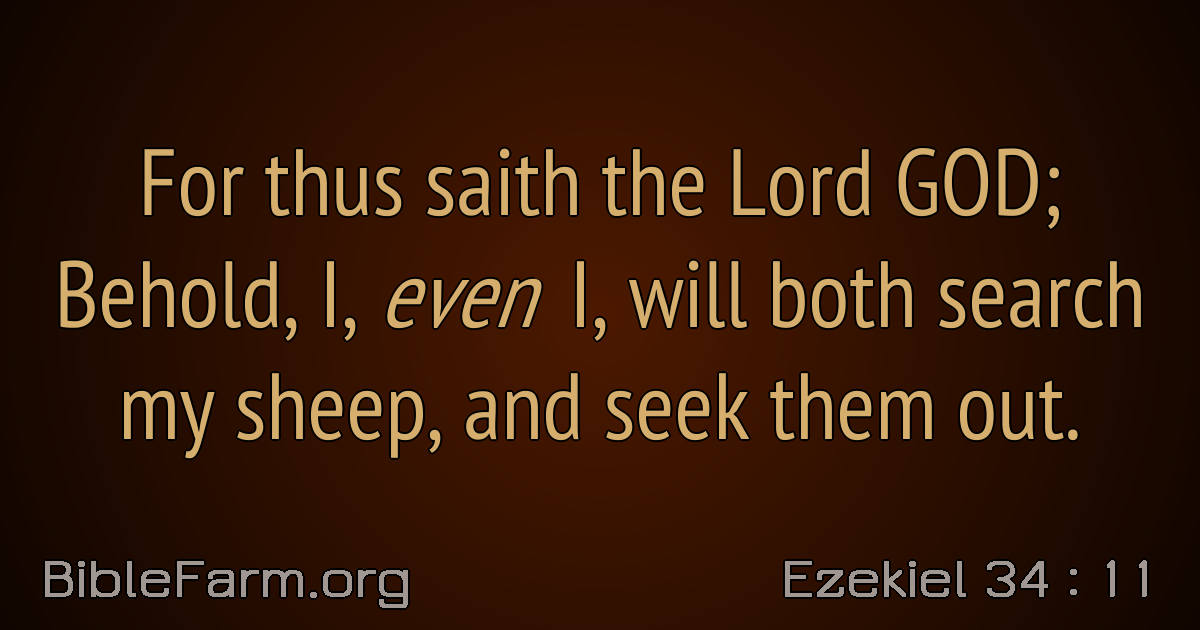 For thus saith the Lord GOD;
Behold, I, even I, will both search
my sheep, and seek them out.
BibleFarm.org
Ezekiel 34 : 11